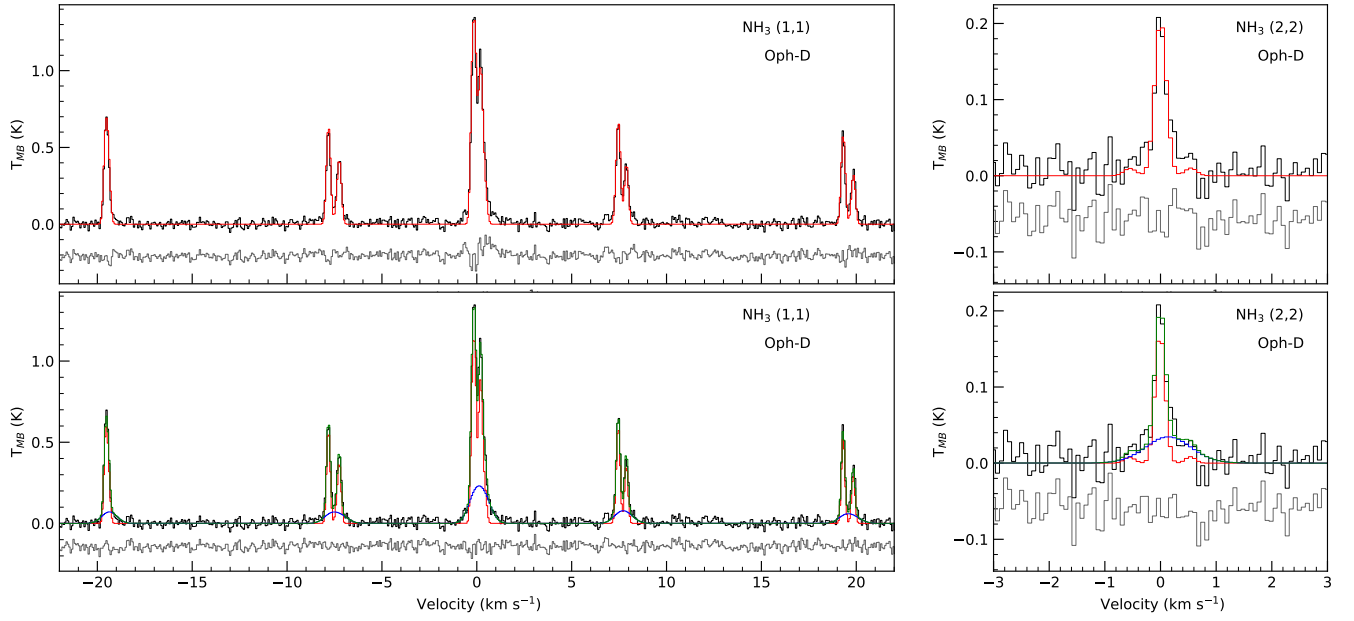 NH₃ (1,1)
Oph-D
T_MB (K)
1.0
0.5
0.0
NH₃ (2,2)
Oph-D
T_MB (K)
0.2
0.1
0.0
−0.1
NH₃ (1,1)
Oph-D
T_MB (K)
1.0
0.5
0.0
−20 −15 −10 −5 0 5 10 15 20
Velocity (km s⁻¹)
NH₃ (2,2)
Oph-D
T_MB (K)
0.2
0.1
0.0
−0.1
−3 −2 −1 0 1 2 3
Velocity (km s⁻¹)